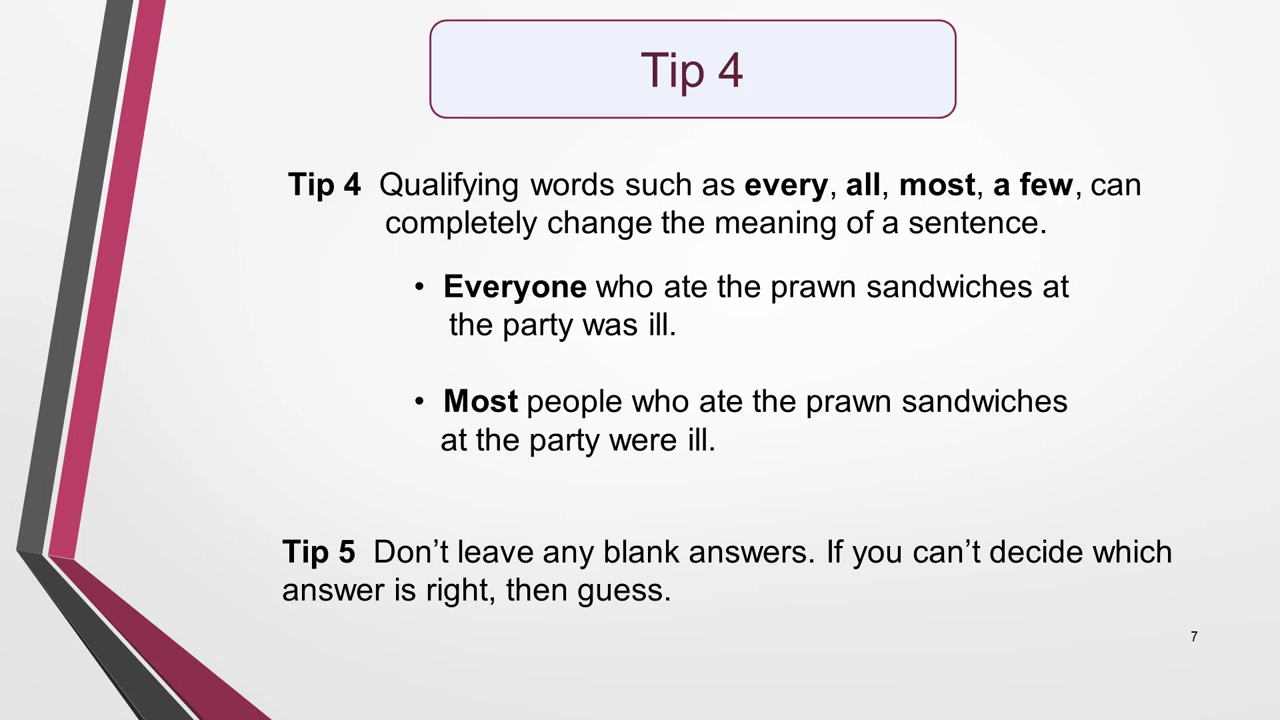 Tip 4
Tip 4 Qualifying words such as every, all, most, a few, can
completely change the meaning of a sentence.
• Everyone who ate the prawn sandwiches at
the party was ill.
• Most people who ate the prawn sandwiches
at the party were ill.
Tip 5 Don’t leave any blank answers. If you can’t decide which
answer is right, then guess.
7